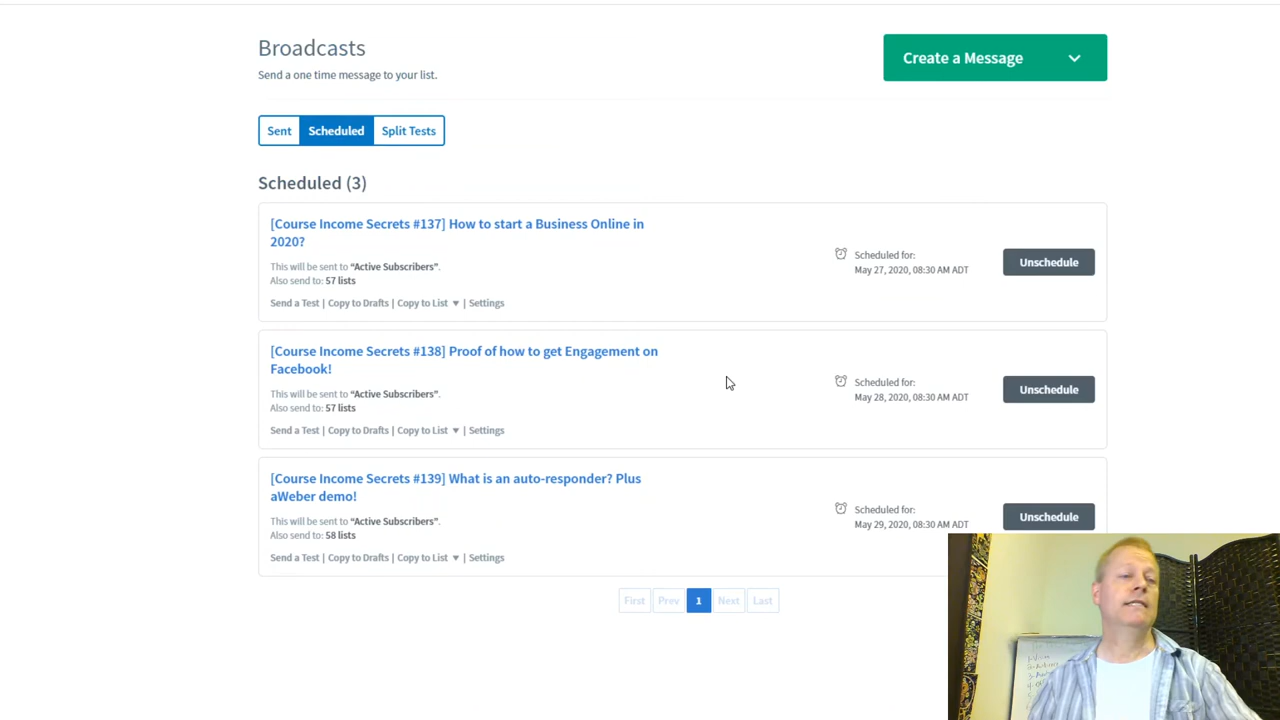 Broadcasts
Send a one time message to your list.
Create a Message
Sent
Scheduled
Split Tests
Scheduled (3)
[Course Income Secrets #137] How to start a Business Online in
2020?
This will be sent to “Active Subscribers”.
Also send to: 57 lists
Send a Test | Copy to Drafts | Copy to List ▼ | Settings
Scheduled for:
May 27, 2020, 08:30 AM ADT
Unschedule
[Course Income Secrets #138] Proof of how to get Engagement on
Facebook!
This will be sent to “Active Subscribers”.
Also send to: 57 lists
Send a Test | Copy to Drafts | Copy to List ▼ | Settings
Scheduled for:
May 28, 2020, 08:30 AM ADT
Unschedule
[Course Income Secrets #139] What is an auto-responder? Plus
aWeber demo!
This will be sent to “Active Subscribers”.
Also send to: 58 lists
Send a Test | Copy to Drafts | Copy to List ▼ | Settings
Scheduled for:
May 29, 2020, 08:30 AM ADT
Unschedule
First
Prev
1
Next
Last